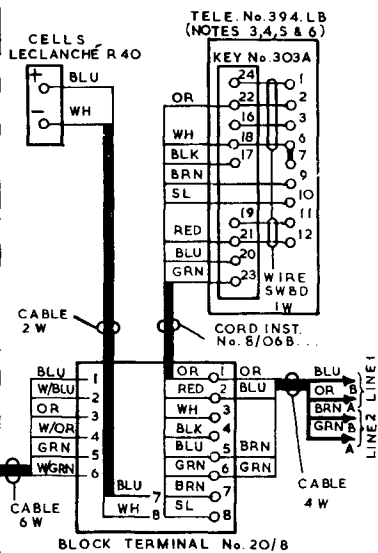 TELE. No. 394. LB
(NOTES 3,4,5 & 6)
CELLS
LECLANCHÉ R 40
KEY No. 303A
+
BLU
-
WH
24
1
OR
22
2
16
3
WH
18
6
BLK
17
7
BRN
9
SL
10
19
11
RED
21
12
BLU
20
GRN
23
WIRE
SWBD
1W
CABLE
2 W
CORD INST.
No. 8/06B...
BLU
1
OR
1
OR
W/BLU
2
RED
2
BLU
OR
3
WH
3
W/OR
4
BLK
4
GRN
5
BLU
5
BRN
W/GRN
6
GRN
6
GRN
BLU
7
BRN
7
WH
8
SL
8
BLU
B
OR
A
BRN
B
GRN
A
LINE 1
LINE 2
CABLE
4 W
CABLE
6 W
BLOCK TERMINAL No. 20/8